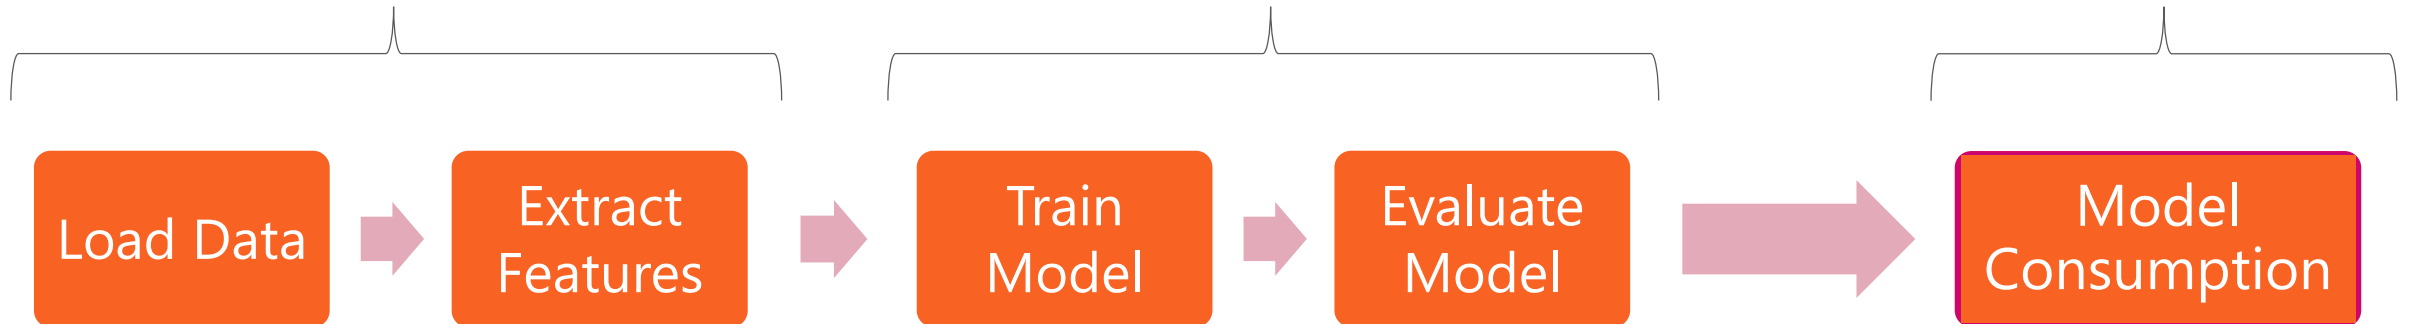 Load Data
Extract
Features
Train
Model
Evaluate
Model
Model
Consumption